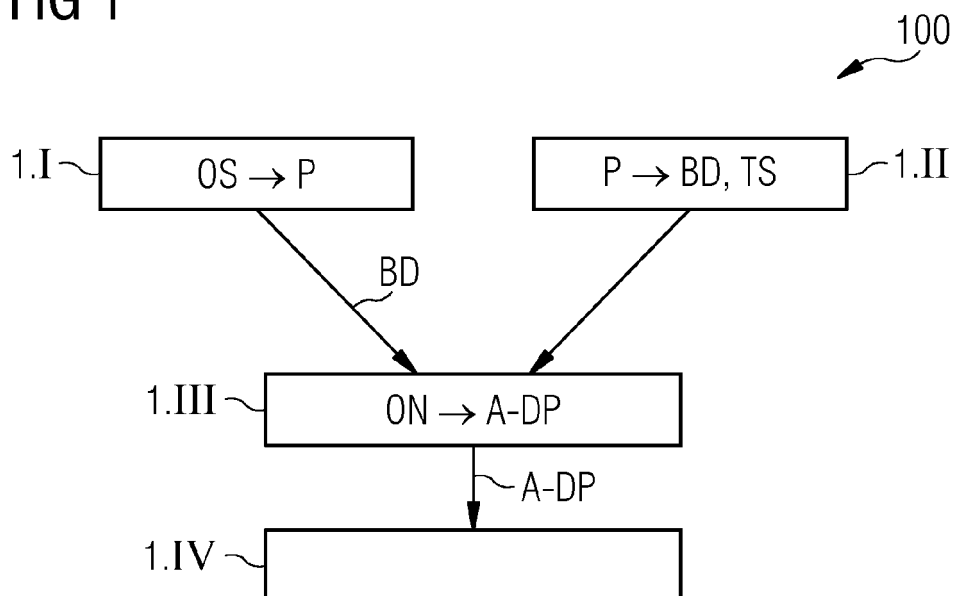 FIG 1
100
1.I
OS → P
P → BD, TS
1.II
BD
1.III
ON → A-DP
A-DP
1.IV